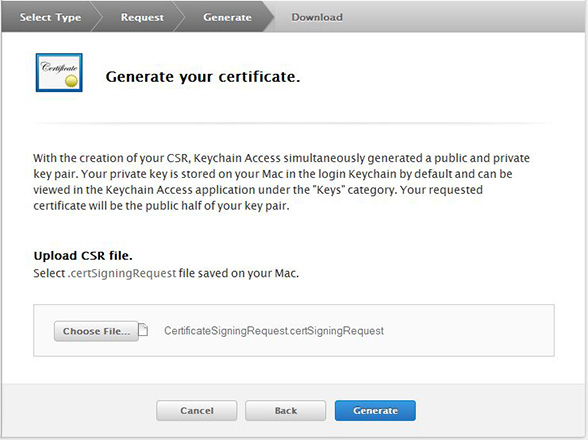 Select Type Request Generate Download
Certificate
Generate your certificate.
With the creation of your CSR, Keychain Access simultaneously generated a public and private
key pair. Your private key is stored on your Mac in the login Keychain by default and can be
viewed in the Keychain Access application under the "Keys" category. Your requested
certificate will be the public half of your key pair.
Upload CSR file.
Select .certSigningRequest file saved on your Mac.
Choose File... CertificateSigningRequest.certSigningRequest
Cancel Back Generate